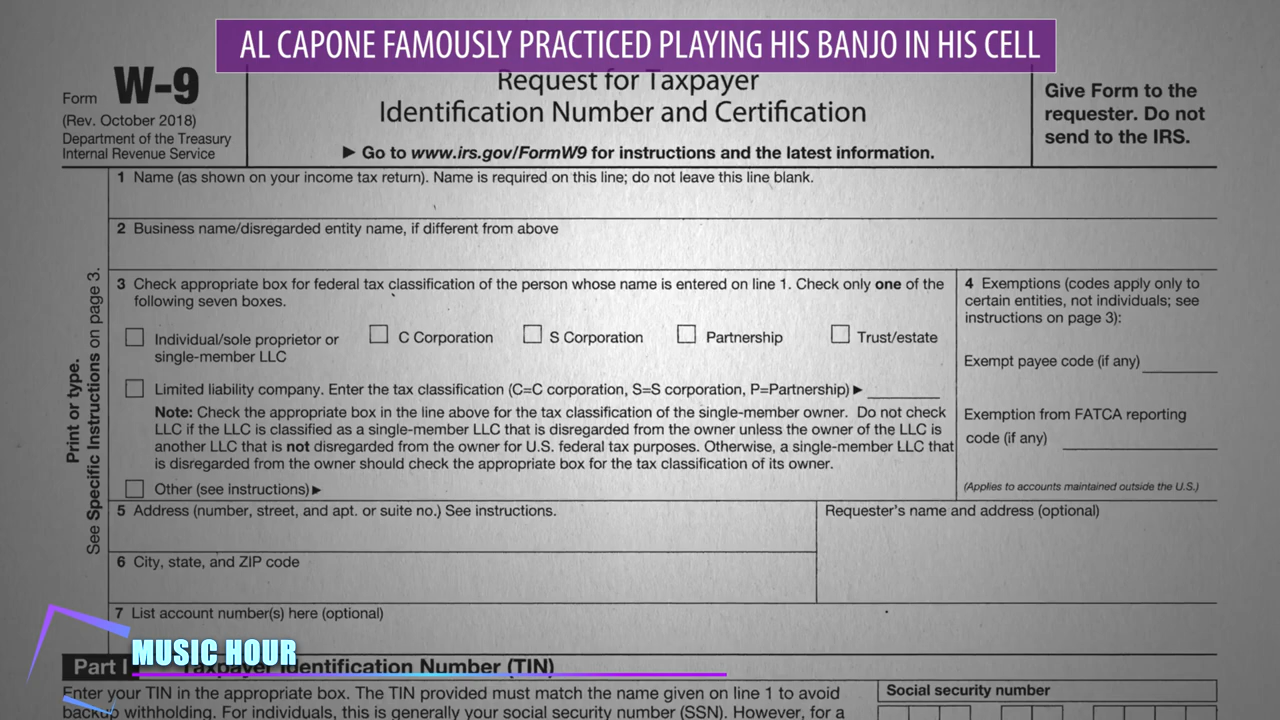 AL CAPONE FAMOUSLY PRACTICED PLAYING HIS BANJO IN HIS CELL
Form W-9
(Rev. October 2018)
Department of the Treasury
Internal Revenue Service
Request for Taxpayer
Identification Number and Certification
▶ Go to www.irs.gov/FormW9 for instructions and the latest information.
Give Form to the
requester. Do not
send to the IRS.
Print or type.
See Specific Instructions on page 3.
1 Name (as shown on your income tax return). Name is required on this line; do not leave this line blank.
2 Business name/disregarded entity name, if different from above
3 Check appropriate box for federal tax classification of the person whose name is entered on line 1. Check only one of the
following seven boxes.
Individual/sole proprietor or
single-member LLC
C Corporation
S Corporation
Partnership
Trust/estate
Limited liability company. Enter the tax classification (C=C corporation, S=S corporation, P=Partnership) ▶
Note: Check the appropriate box in the line above for the tax classification of the single-member owner. Do not check
LLC if the LLC is classified as a single-member LLC that is disregarded from the owner unless the owner of the LLC is
another LLC that is not disregarded from the owner for U.S. federal tax purposes. Otherwise, a single-member LLC that
is disregarded from the owner should check the appropriate box for the tax classification of its owner.
Other (see instructions) ▶
4 Exemptions (codes apply only to
certain entities, not individuals; see
instructions on page 3):
Exempt payee code (if any)
Exemption from FATCA reporting
code (if any)
(Applies to accounts maintained outside the U.S.)
5 Address (number, street, and apt. or suite no.) See instructions.
Requester's name and address (optional)
6 City, state, and ZIP code
7 List account number(s) here (optional)
MUSIC HOUR
Part I Taxpayer Identification Number (TIN)
Enter your TIN in the appropriate box. The TIN provided must match the name given on line 1 to avoid
backup withholding. For individuals, this is generally your social security number (SSN). However, for a
Social security number